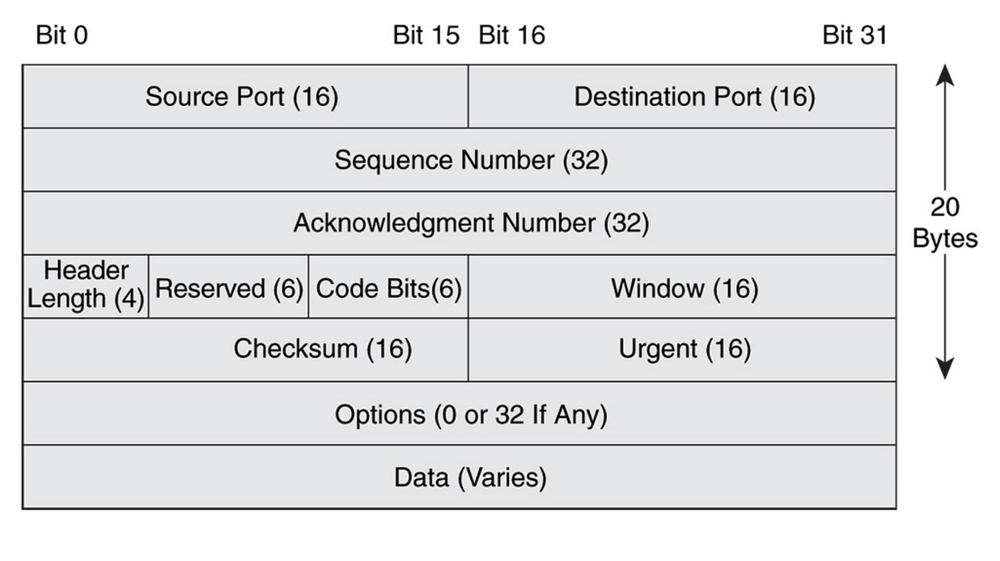 Bit 0
Bit 15
Bit 16
Bit 31
Source Port (16)
Destination Port (16)
Sequence Number (32)
Acknowledgment Number (32)
20
Bytes
Header
Length (4)
Reserved (6)
Code Bits(6)
Window (16)
Checksum (16)
Urgent (16)
Options (0 or 32 If Any)
Data (Varies)